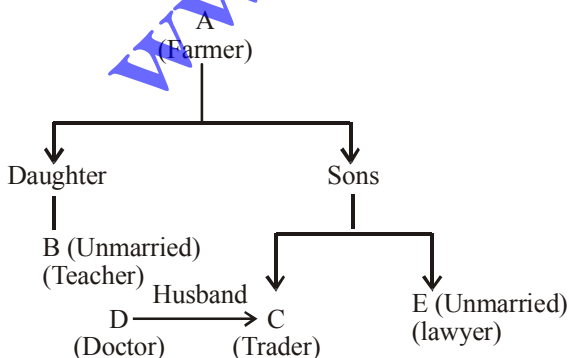 A
(Farmer)
Daughter
Sons
B (Unmarried)
(Teacher)
Husband
D
C
E (Unmarried)
(Doctor)
(Trader)
(lawyer)